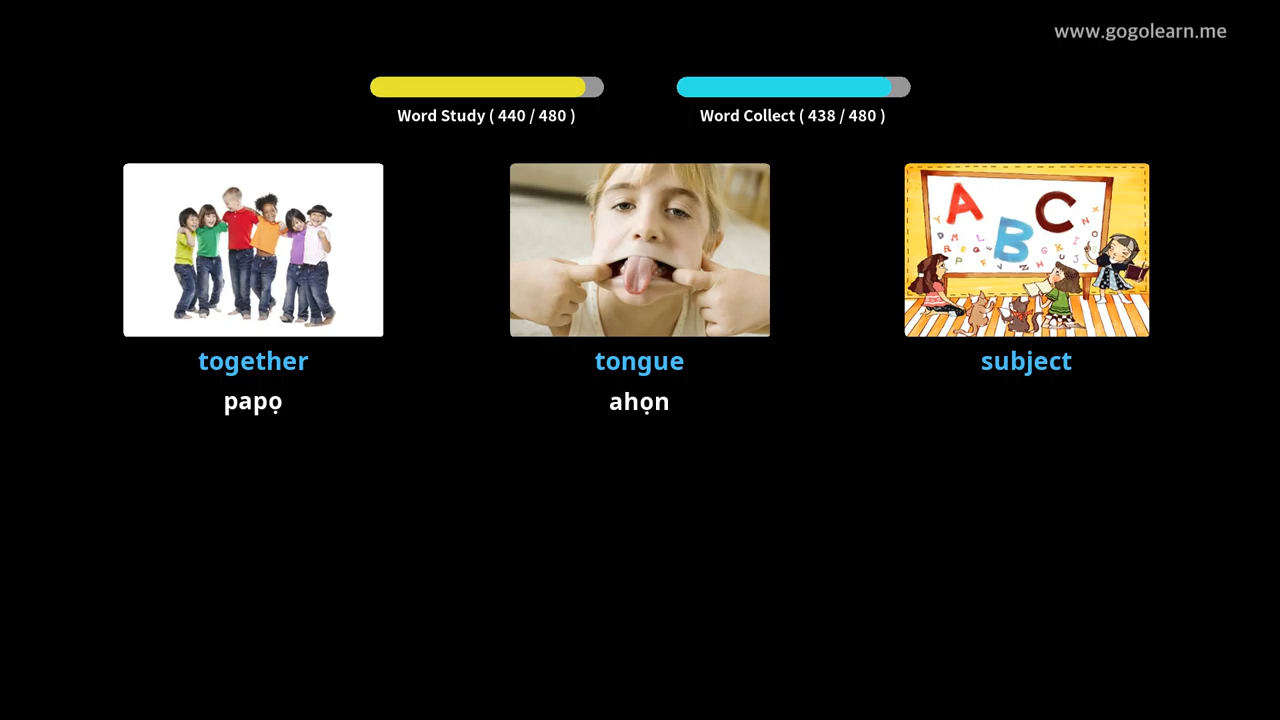 www.gogolearn.me
Word Study ( 440 / 480 )
Word Collect ( 438 / 480 )
A B C
together
tongue
subject
papọ
ahọn